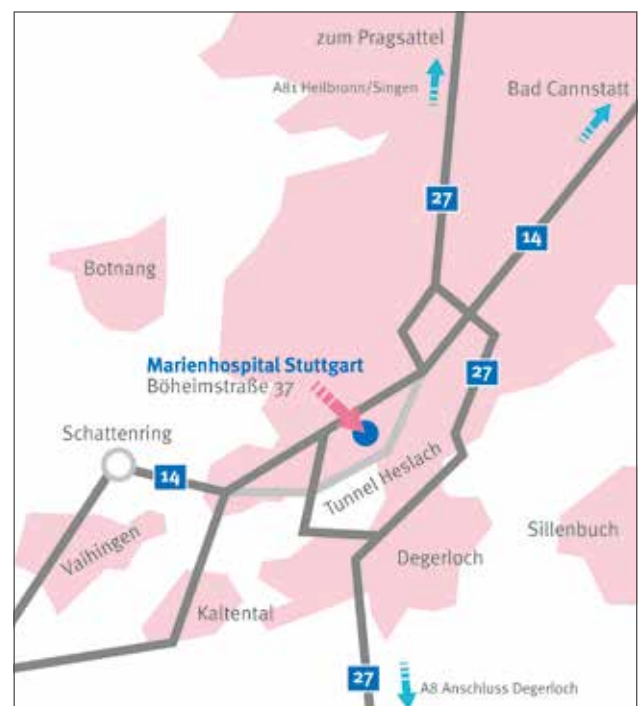 zum Pragsattel
A81 Heilbronn/Singen
Bad Cannstatt
27
14
Botnang
Marienhospital Stuttgart
Böheimstraße 37
27
Schattenring
14
Tunnel Heslach
Vaihingen
Sillenbuch
Degerloch
Kaltental
27
A8 Anschluss Degerloch